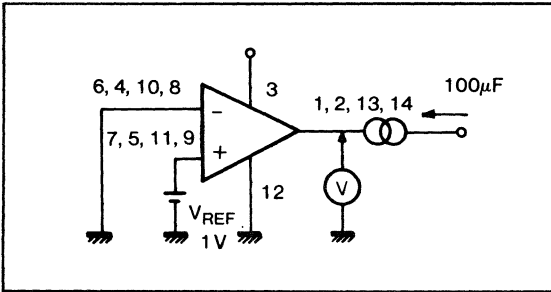 6, 4, 10, 8
3
1, 2, 13, 14
100µF
−
7, 5, 11, 9
+
12
V
VREF
1V